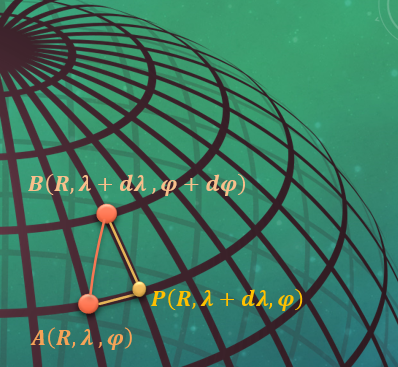 B(R, λ + dλ , φ + dφ)
P(R, λ + dλ, φ)
A(R, λ , φ)